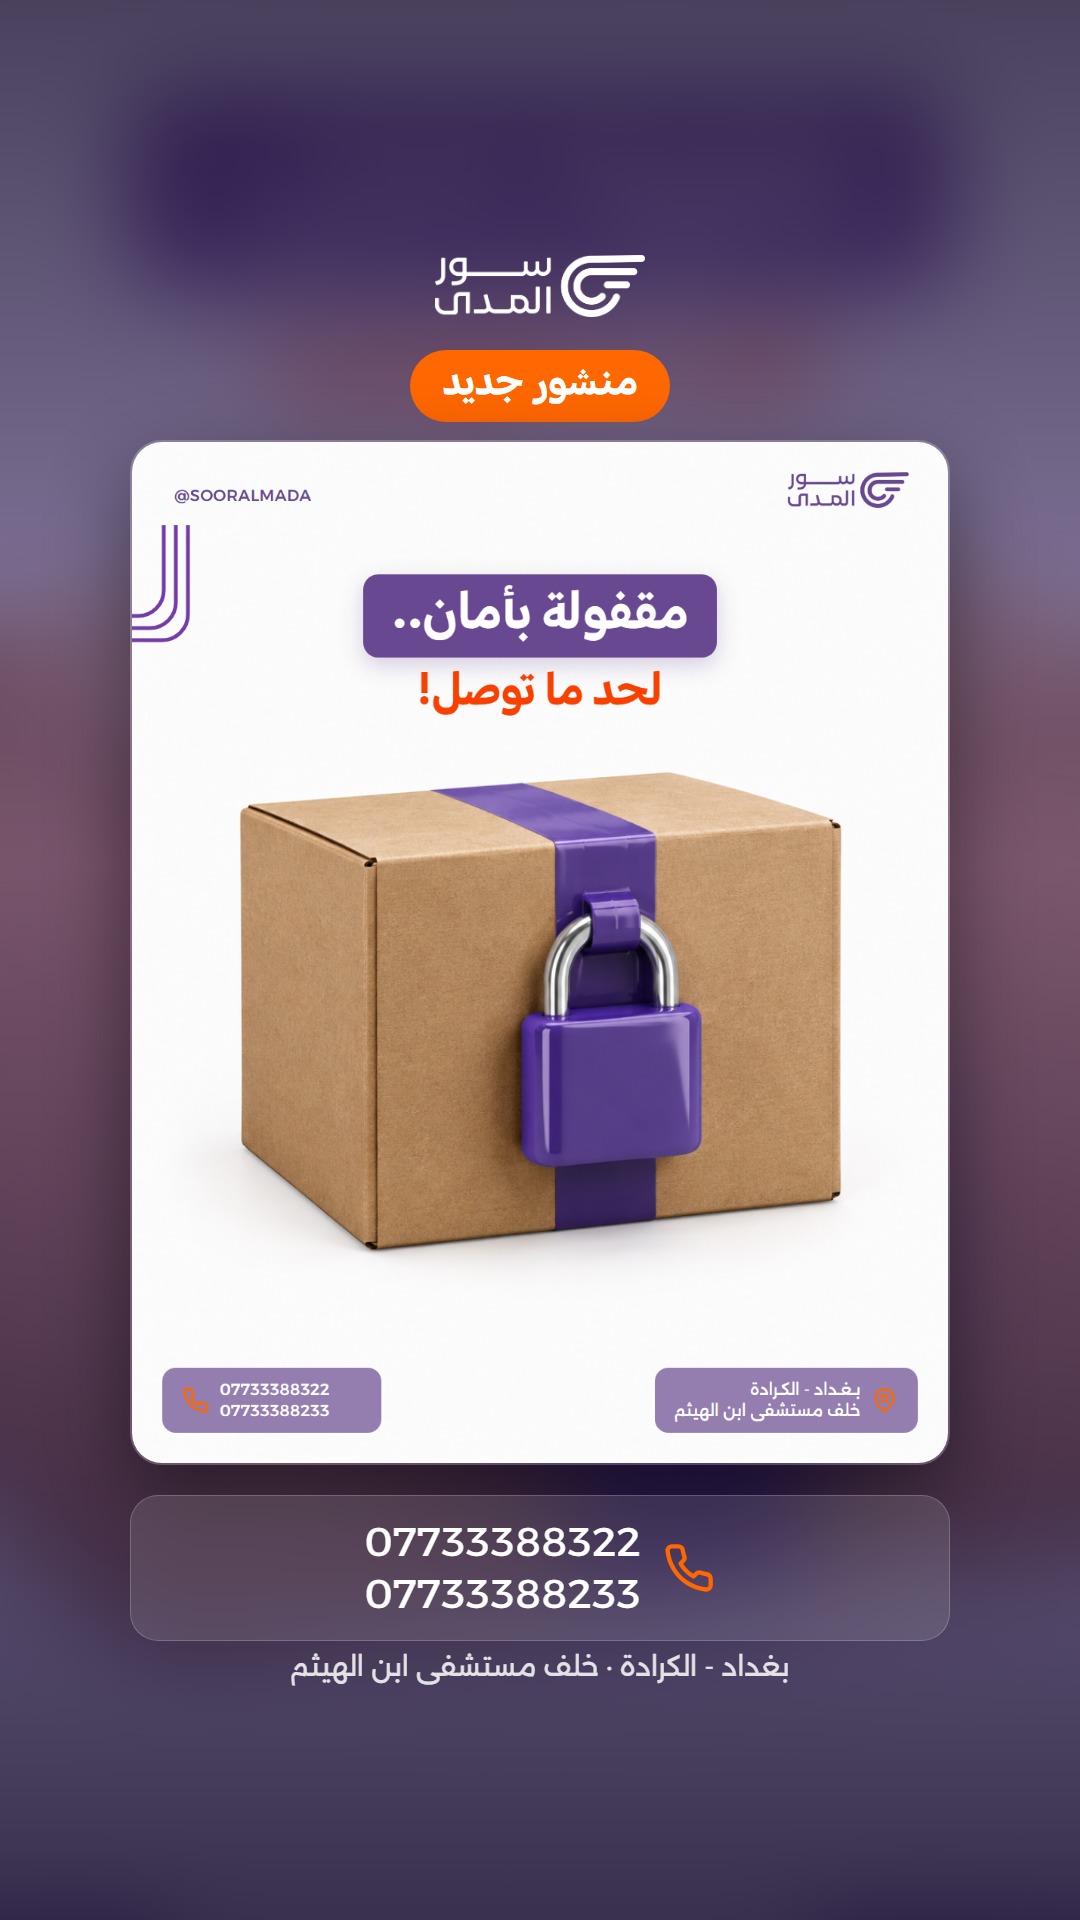 سور
المدى
منشور جديد
@SOORALMADA
سور
المدى
مقفولة بأمان..
لحد ما توصل!
07733388322
07733388233
بغداد - الكرادة
خلف مستشفى ابن الهيثم
07733388322
07733388233
بغداد - الكرادة · خلف مستشفى ابن الهيثم